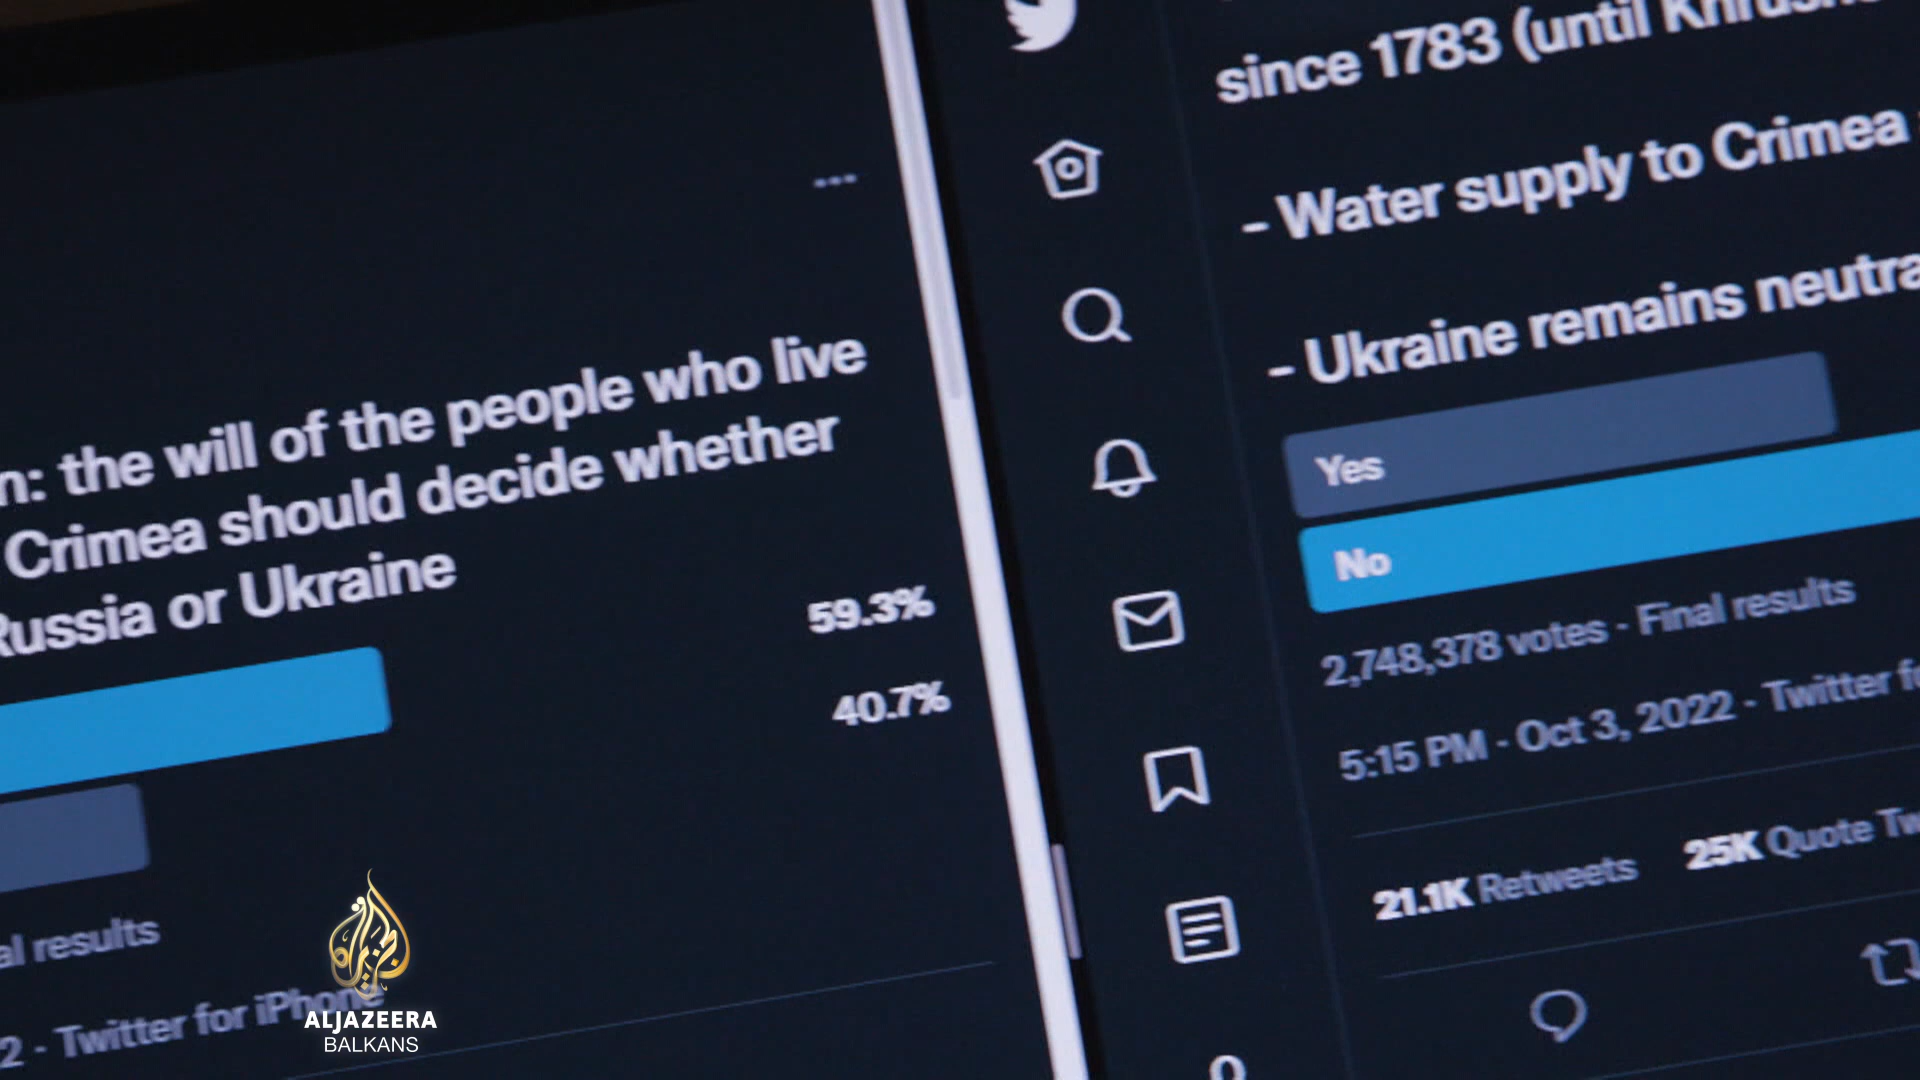 n: the will of the people who live
Crimea should decide whether
Russia or Ukraine
59.3%
40.7%
al results
2 · Twitter for iPhone
since 1783 (until
- Water supply to Crimea
- Ukraine remains neutra
Yes
No
2,748,378 votes · Final results
5:15 PM · Oct 3, 2022 · Twitter f
21.1K Retweets 25K Quote Tw
ALJAZEERA
BALKANS